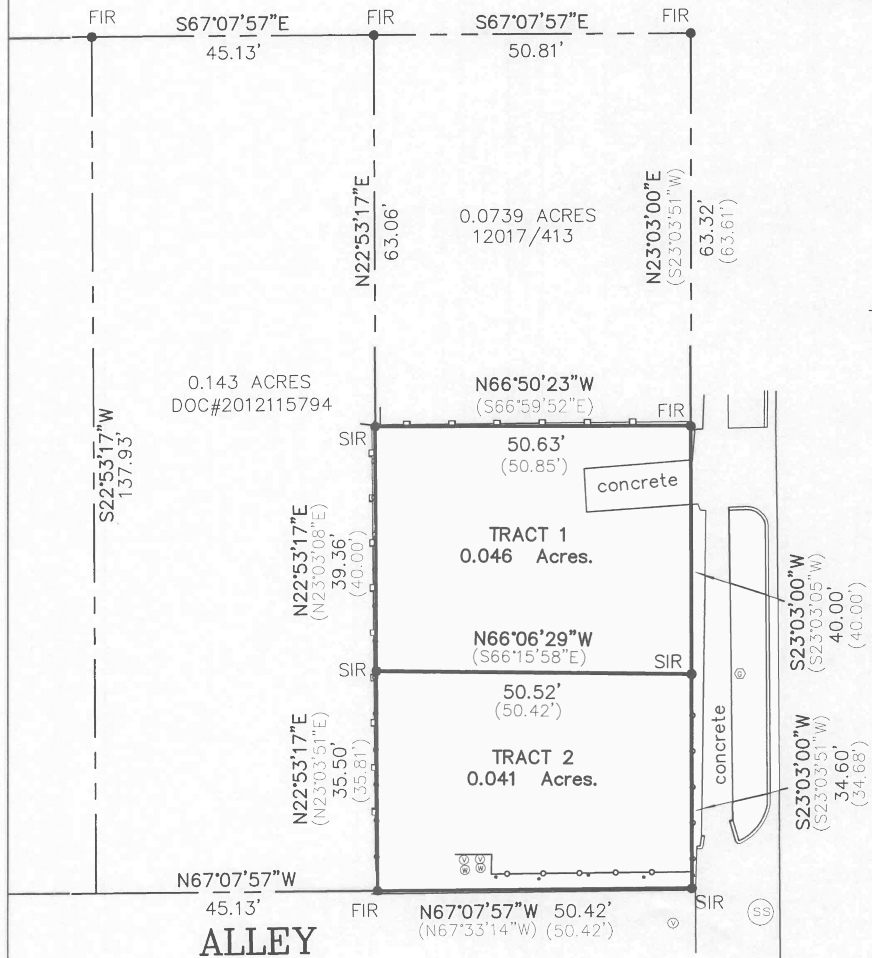 FIR
S67°07'57"E
45.13'
FIR
S67°07'57"E
50.81'
FIR
N22°53'17"E
63.06'
0.0739 ACRES
12017/413
N23°03'00"E
(S23°03'51"W)
63.32'
(63.61')
0.143 ACRES
DOC#2012115794
S22°53'17"W
137.93'
N66°50'23"W
(S66°59'52"E)
FIR
SIR
50.63'
(50.85')
concrete
TRACT 1
0.046 Acres.
N22°53'17"E
(N23°03'08"E)
39.36'
(40.00')
S23°03'00"W
(S23°03'05"W)
40.00'
(40.00')
N66°06'29"W
(S66°15'58"E)
SIR
SIR
50.52'
(50.42')
G
concrete
TRACT 2
0.041 Acres.
N22°53'17"E
(N23°03'51"E)
35.50'
(35.81')
S23°03'00"W
(S23°03'51"W)
34.60'
(34.68')
V V
W W
N67°07'57"W
45.13'
FIR
N67°07'57"W 50.42'
(N67°33'14"W) (50.42')
V
SIR
SS
ALLEY